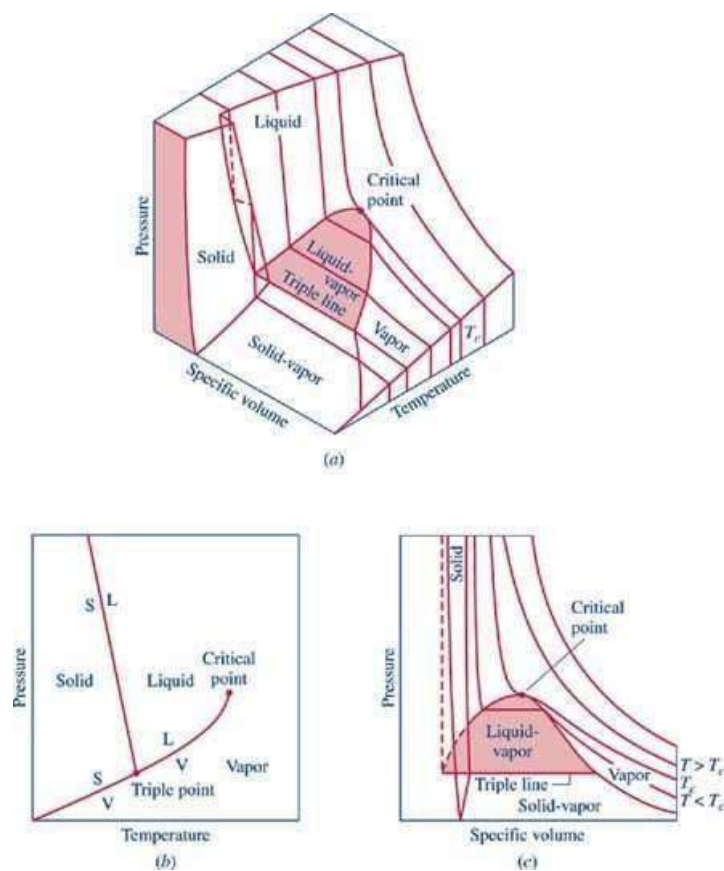 Liquid
Critical
point
Pressure
Solid
Liquid-
vapor
Triple line
Vapor
T_c
Solid-vapor
Specific volume
Temperature
(a)
S L
Pressure
Solid
Liquid
Critical
point
L
V
Vapor
S
V
Triple point
Temperature
(b)
Solid
Pressure
Critical
point
Liquid-
vapor
T > T_c
T_c
T < T_c
Vapor
Triple line
Solid-vapor
Specific volume
(c)